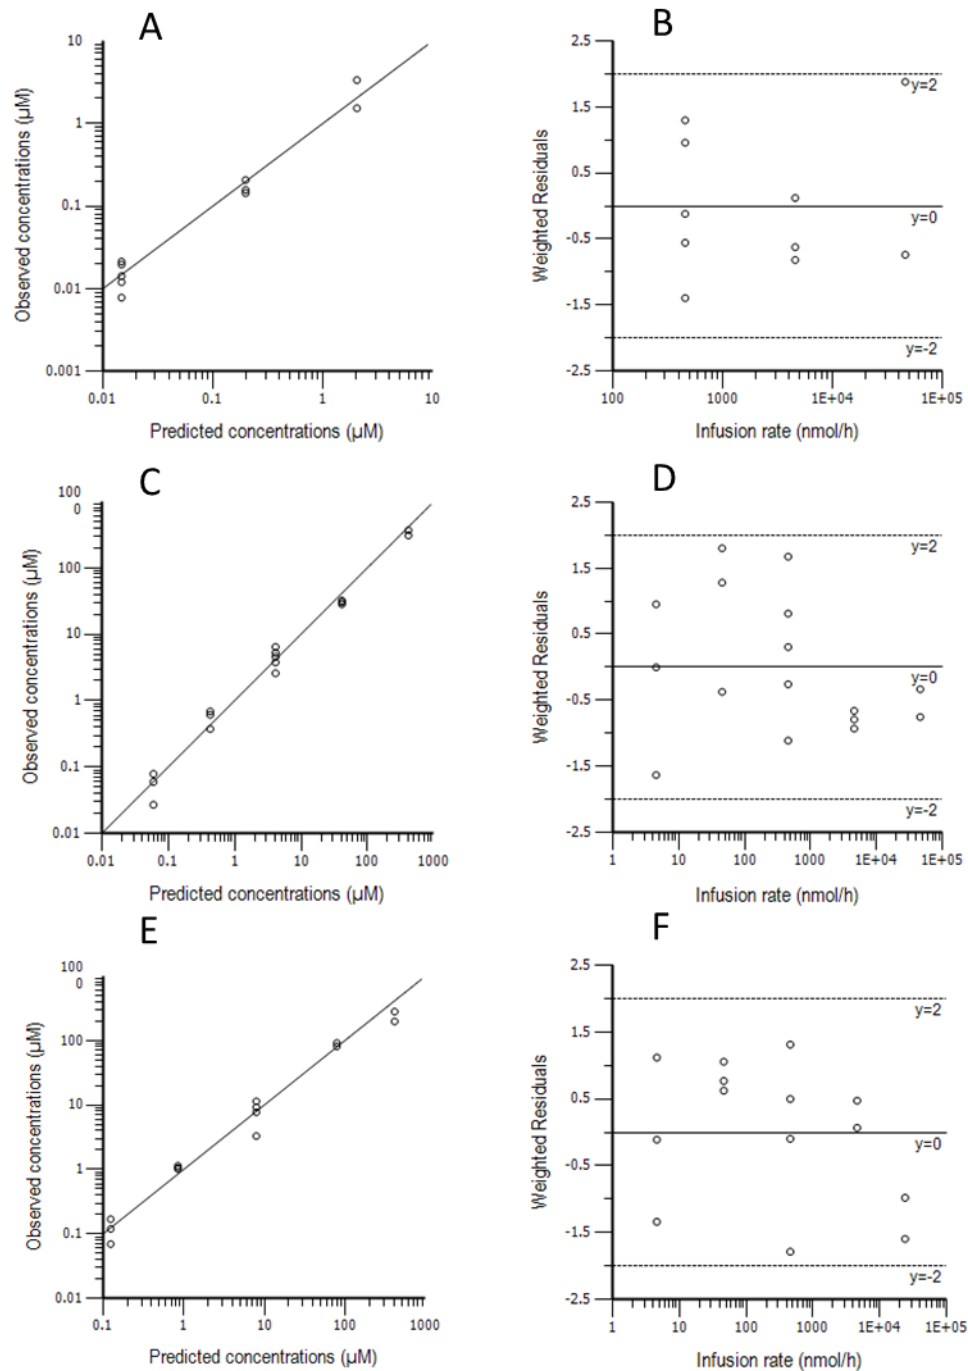 A
10
1
0.1
0.01
0.001
0.01
0.1
1
10
Observed concentrations (µM)
Predicted concentrations (µM)
B
2.5
1.5
0.5
-0.5
-1.5
-2.5
y=2
y=0
y=-2
100
1000
1E+04
1E+05
Weighted Residuals
Infusion rate (nmol/h)
C
100
0
100
10
1
0.1
0.01
0.01
0.1
1
10
100
1000
Observed concentrations (µM)
Predicted concentrations (µM)
D
2.5
1.5
0.5
-0.5
-1.5
-2.5
y=2
y=0
y=-2
1
10
100
1000
1E+04
1E+05
Weighted Residuals
Infusion rate (nmol/h)
E
100
0
100
10
1
0.1
0.01
0.1
1
10
100
1000
Observed concentrations (µM)
Predicted concentrations (µM)
F
2.5
1.5
0.5
-0.5
-1.5
-2.5
y=2
y=0
y=-2
1
10
100
1000
1E+04
1E+05
Weighted Residuals
Infusion rate (nmol/h)